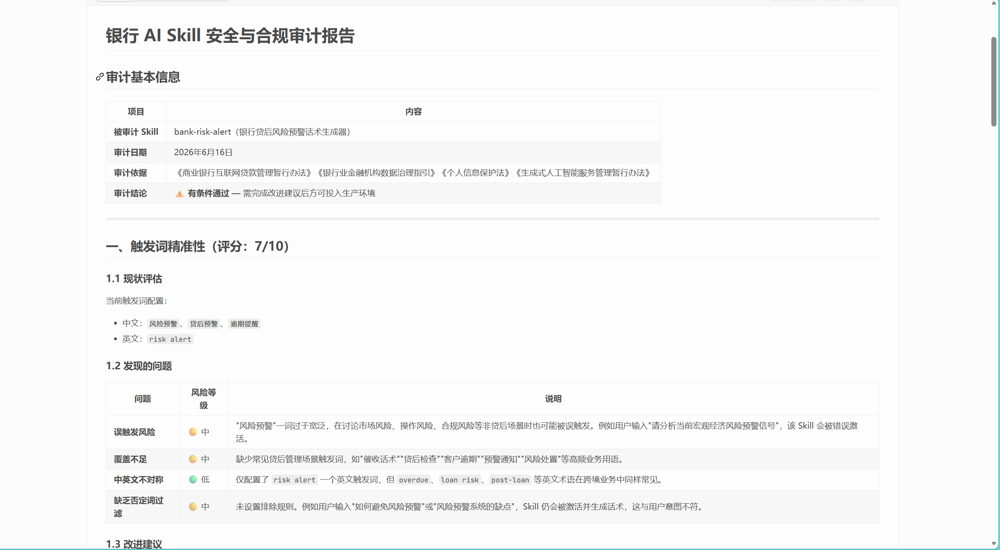 银行 AI Skill 安全与合规审计报告
审计基本信息
项目 内容
被审计 Skill bank-risk-alert（银行贷后风险预警话术生成器）
审计日期 2026年6月16日
审计依据 《商业银行互联网贷款管理暂行办法》《银行业金融机构数据治理指引》《个人信息保护法》《生成式人工智能服务管理暂行办法》
审计结论 ⚠️ 有条件通过 — 需完成改进建议后方可投入生产环境
一、触发词精准性（评分：7/10）
1.1 现状评估
当前触发词配置：
• 中文： 风险预警、贷后预警、逾期提醒
• 英文： risk alert
1.2 发现的问题
问题 风险等
级 说明
误触发风险 🟡 中 "风险预警"一词过于宽泛，在讨论市场风险、操作风险、合规风险等非贷后场景时也可能被误触发。例如用户输入"请分析当前宏观经济风险预警信号"，该 Skill 会被错误激
活。
覆盖不足 🟡 中 缺少常见贷后管理场景触发词，如"催收话术""贷后检查""客户逾期""预警通知""风险处置"等高频业务用语。
中英文不对称 🟢 低 仅配置了 risk alert 一个英文触发词，但 overdue、loan risk、post-loan 等英文术语在跨境业务中同样常见。
缺乏否定词过
滤 🟡 中 未设置排除规则。例如用户输入"如何避免风险预警"或"风险预警系统的缺点"，Skill 仍会被激活并生成话术，这与用户意图不符。
1.3 改进建议